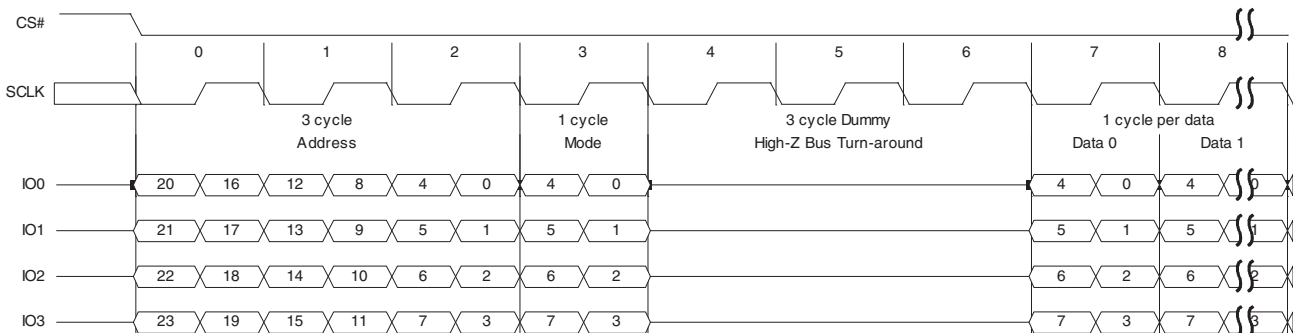 CS#
0 1 2 3 4 5 6 7 8
SCLK
3 cycle 1 cycle 3 cycle Dummy 1 cycle per data
Address Mode High-Z Bus Turn-around Data 0 Data 1
IO0 20 16 12 8 4 0 4 0 4 0 4 0
IO1 21 17 13 9 5 1 5 1 5 1 5 1
IO2 22 18 14 10 6 2 6 2 6 2 6 2
IO3 23 19 15 11 7 3 7 3 7 3 7 3